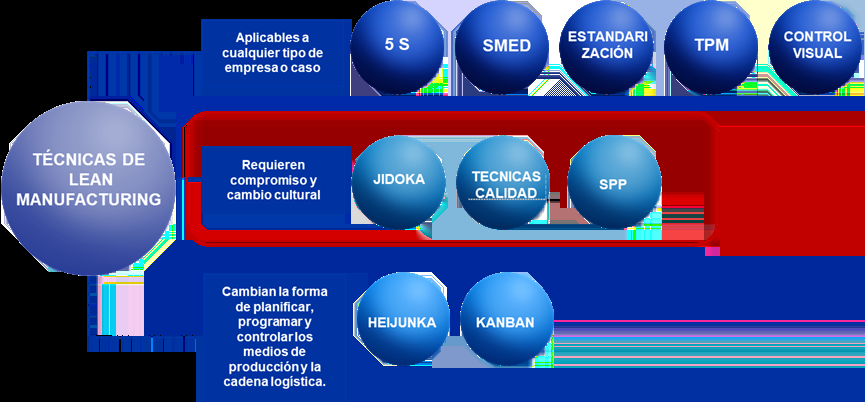 TÉCNICAS DE
LEAN
MANUFACTURING
Aplicables a
cualquier tipo de
empresa o caso
5 S
SMED
ESTANDARI
ZACIÓN
TPM
CONTROL
VISUAL
Requieren
compromiso y
cambio cultural
JIDOKA
TECNICAS
CALIDAD
SPP
Cambian la forma
de planificar,
programar y
controlar los
medios de
producción y la
cadena logística.
HEIJUNKA
KANBAN